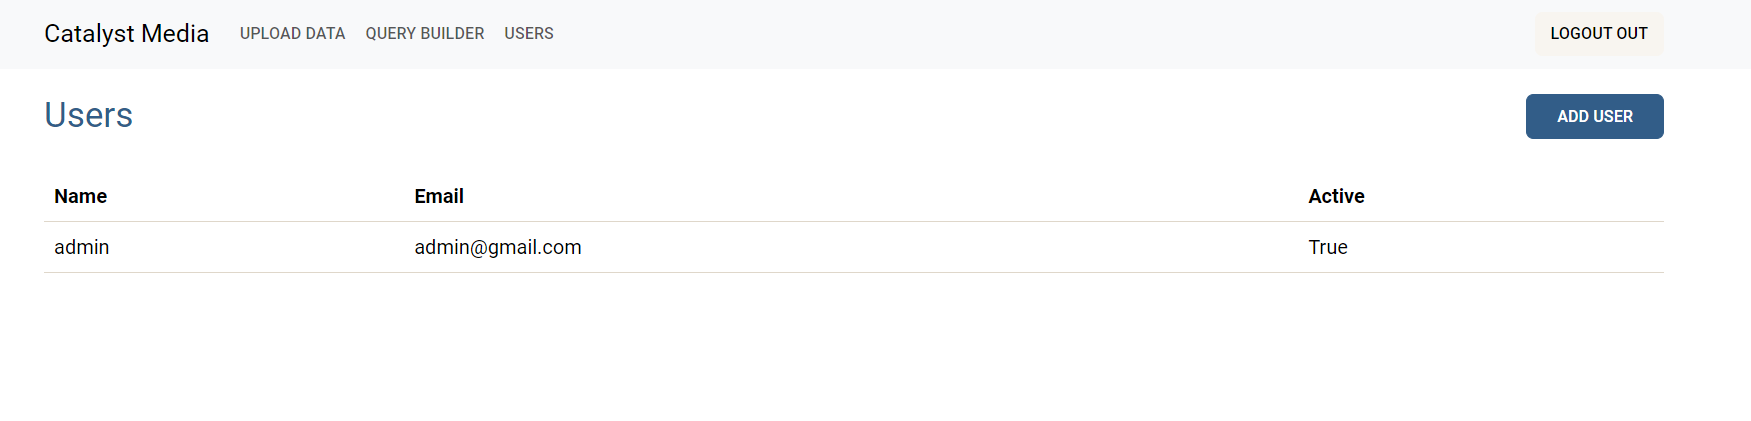 Catalyst Media UPLOAD DATA QUERY BUILDER USERS LOGOUT OUT
Users ADD USER
Name Email Active
admin admin@gmail.com True